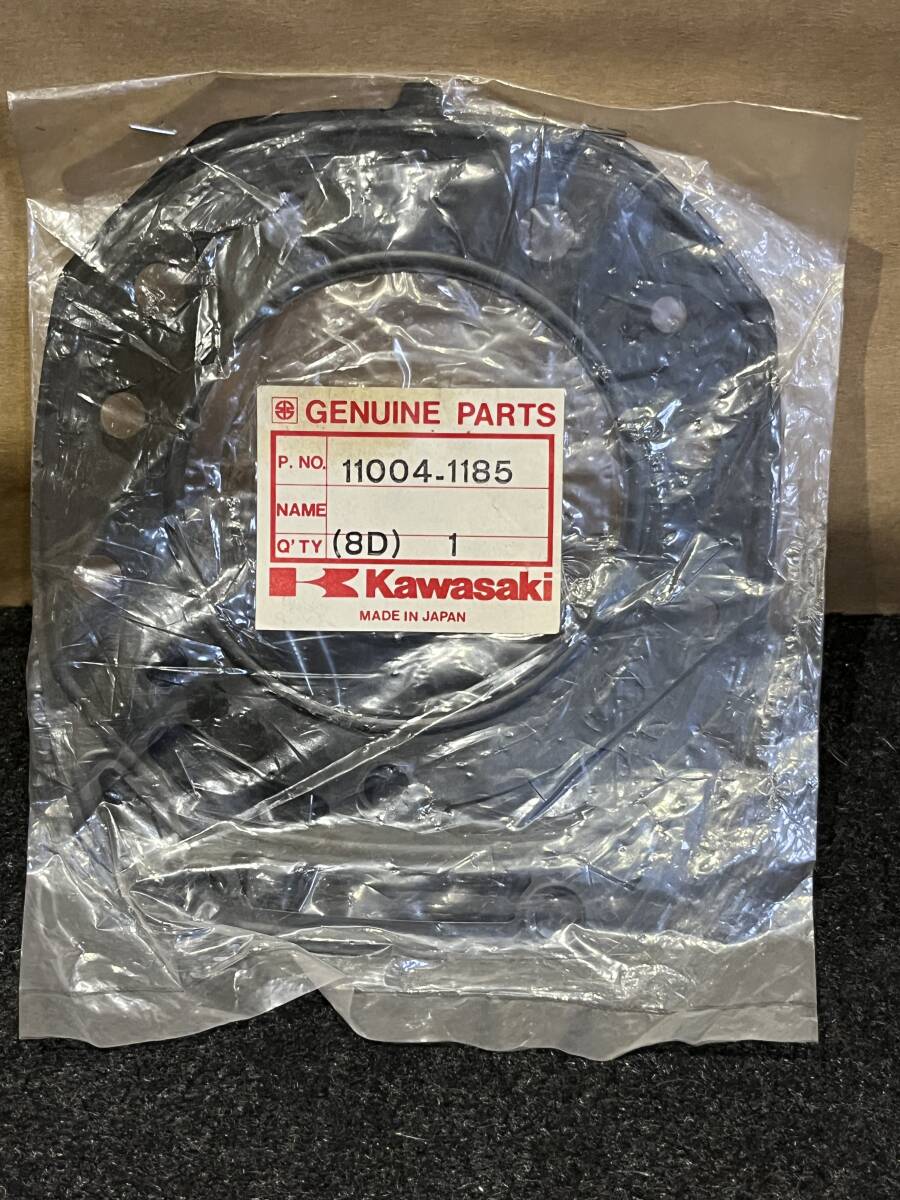 GENUINE PARTS
P. NO. 11004-1185
NAME
Q'TY (8D) 1
Kawasaki
MADE IN JAPAN